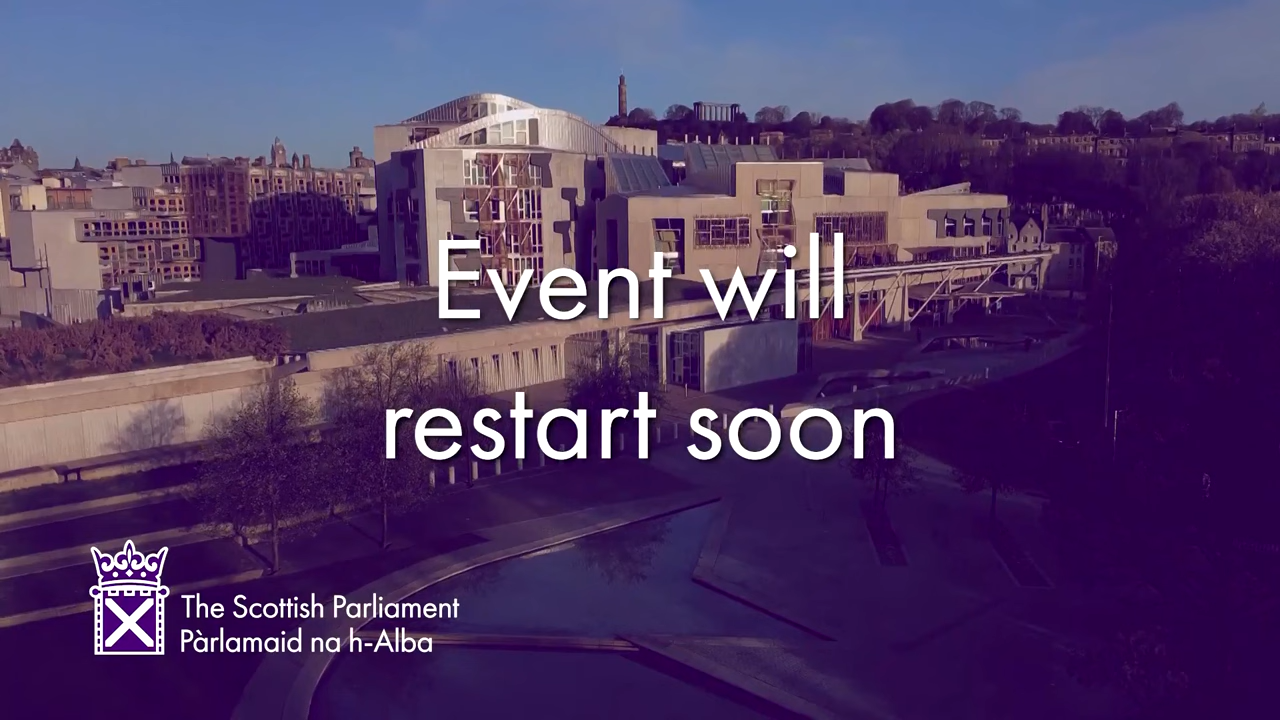 Event will
restart soon
The Scottish Parliament
Pàrlamaid na h-Alba